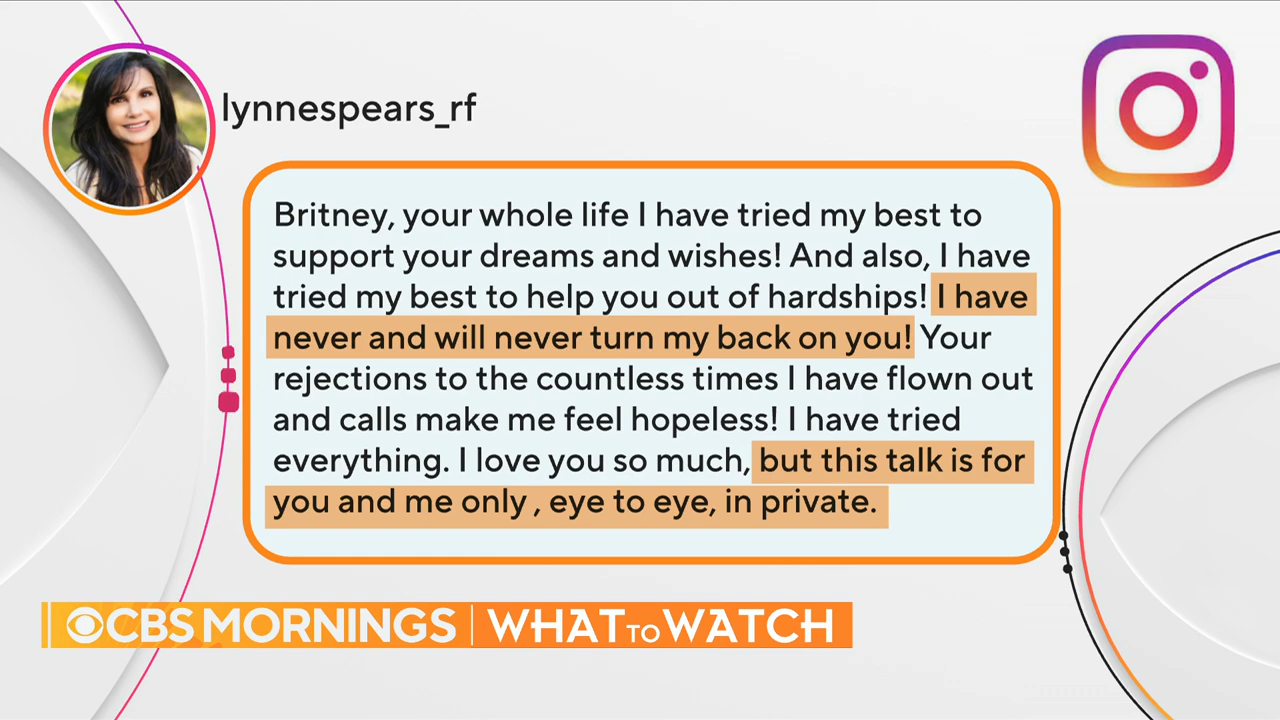 lynnespears_rf
Britney, your whole life I have tried my best to
support your dreams and wishes! And also, I have
tried my best to help you out of hardships! I have
never and will never turn my back on you! Your
rejections to the countless times I have flown out
and calls make me feel hopeless! I have tried
everything. I love you so much, but this talk is for
you and me only , eye to eye, in private.
CBS MORNINGS | WHAT TO WATCH